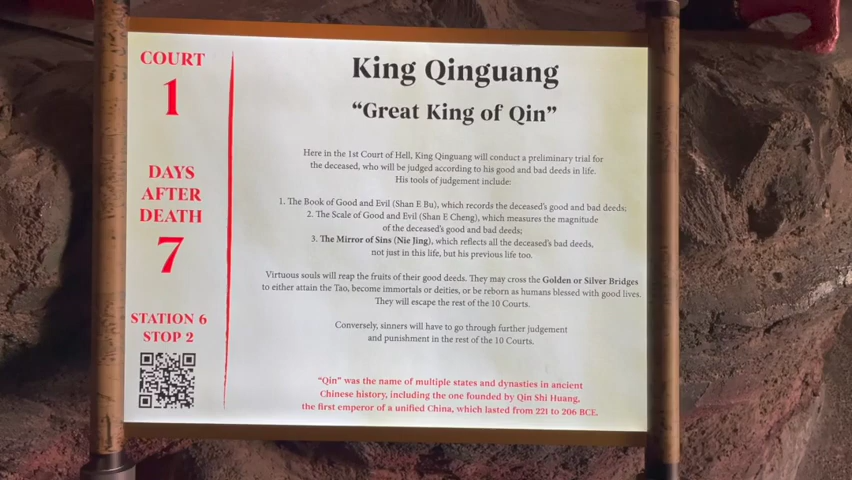 COURT
1
DAYS
AFTER
DEATH
7
STATION 6
STOP 2
King Qinguang
“Great King of Qin”
Here in the 1st Court of Hell, King Qinguang will conduct a preliminary trial for
the deceased, who will be judged according to his good and bad deeds in life.
His tools of judgement include:
1. The Book of Good and Evil (Shan E Bu), which records the deceased's good and bad deeds;
2. The Scale of Good and Evil (Shan E Cheng), which measures the magnitude
of the deceased's good and bad deeds;
3. The Mirror of Sins (Nie Jing), which reflects all the deceased's bad deeds,
not just in this life, but his previous life too.
Virtuous souls will reap the fruits of their good deeds. They may cross the Golden or Silver Bridges
to either attain the Tao, become immortals or deities, or be reborn as humans blessed with good lives.
They will escape the rest of the 10 Courts.
Conversely, sinners will have to go through further judgement
and punishment in the rest of the 10 Courts.
“Qin” was the name of multiple states and dynasties in ancient
Chinese history, including the one founded by Qin Shi Huang,
the first emperor of a unified China, which lasted from 221 to 206 BCE.